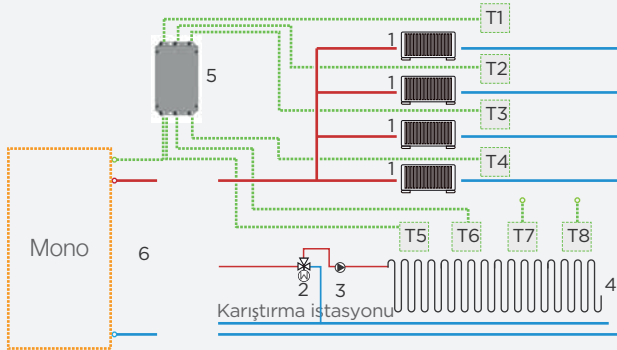 T1
1
5
T2
1
T3
1
T4
1
Mono
6
T5 T6 T7 T8
2 3 4
Karıştırma istasyonu